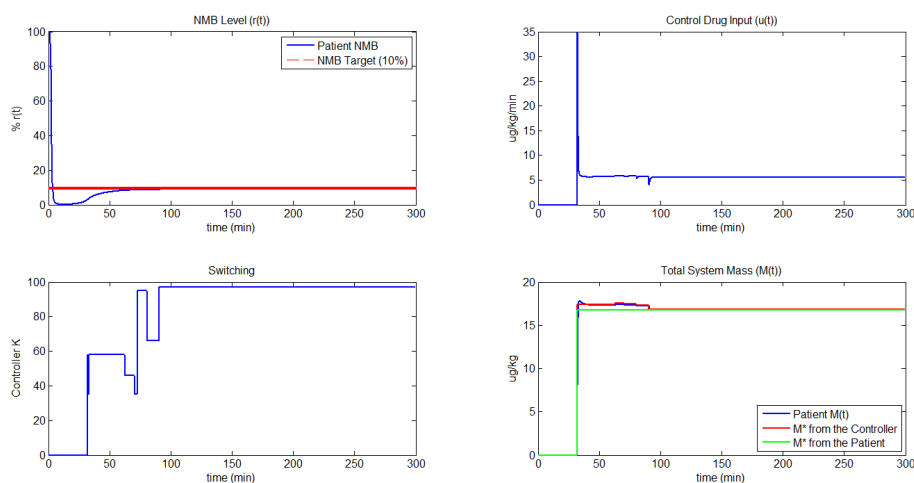 NMB Level (r(t))
100
80
60
40
20
0
% r(t)
Patient NMB
NMB Target (10%)
0 50 100 150 200 250 300
time (min)
Control Drug Input (u(t))
35
30
25
20
15
10
5
0
ug/kg/min
0 50 100 150 200 250 300
time (min)
Switching
100
80
60
40
20
0
Controller K
0 50 100 150 200 250 300
time (min)
Total System Mass (M(t))
20
15
10
5
0
ug/kg
Patient M(t)
M* from the Controller
M* from the Patient
0 50 100 150 200 250 300
time (min)